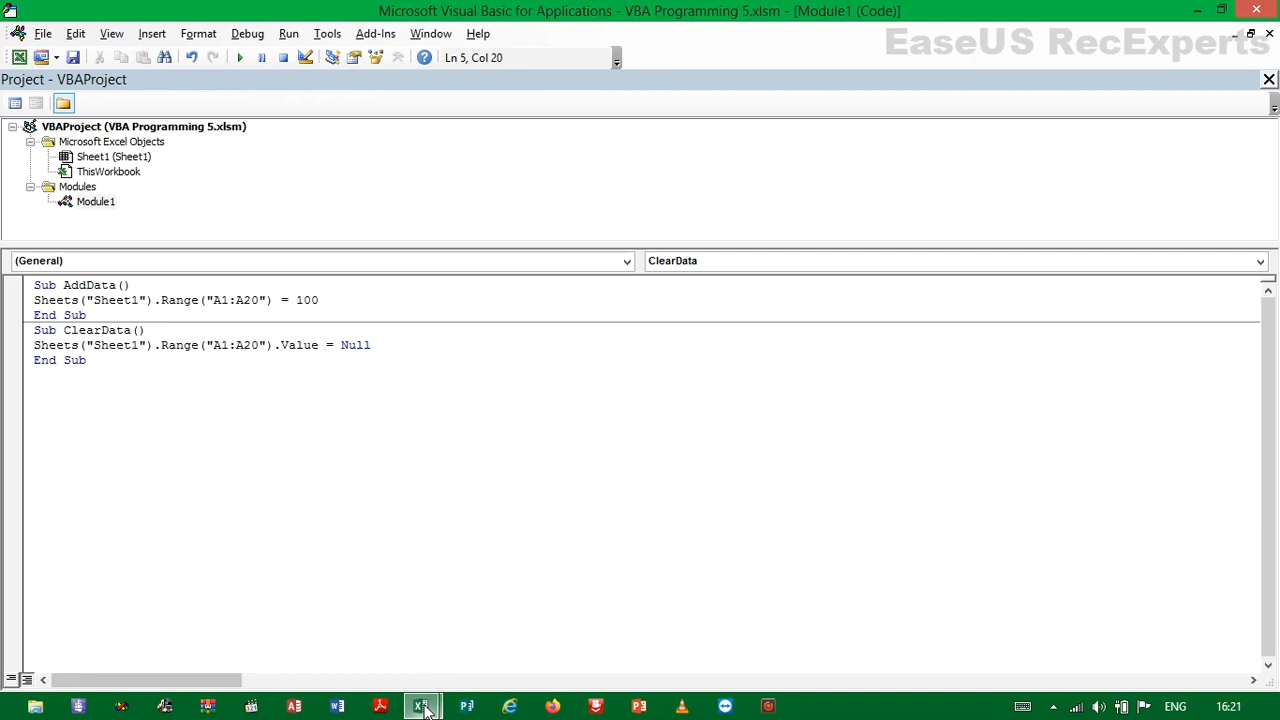 Microsoft Visual Basic for Applications - VBA Programming 5.xlsm - [Module1 (Code)]
File Edit View Insert Format Debug Run Tools Add-Ins Window Help
EaseUS RecExperts
Ln 5, Col 20
Project - VBAProject
VBAProject (VBA Programming 5.xlsm)
Microsoft Excel Objects
Sheet1 (Sheet1)
ThisWorkbook
Modules
Module1
(General)
ClearData
Sub AddData()
Sheets("Sheet1").Range("A1:A20") = 100
End Sub
Sub ClearData()
Sheets("Sheet1").Range("A1:A20").Value = Null
End Sub
ENG
16:21